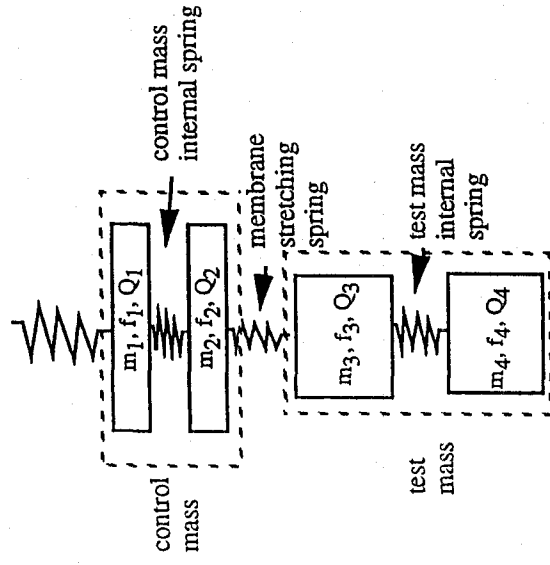 control mass
internal spring
m₁, f₁, Q₁
m₂, f₂, Q₂
control
mass
membrane
stretching
spring
m₃, f₃, Q₃
test mass
internal
spring
m₄, f₄, Q₄
test
mass